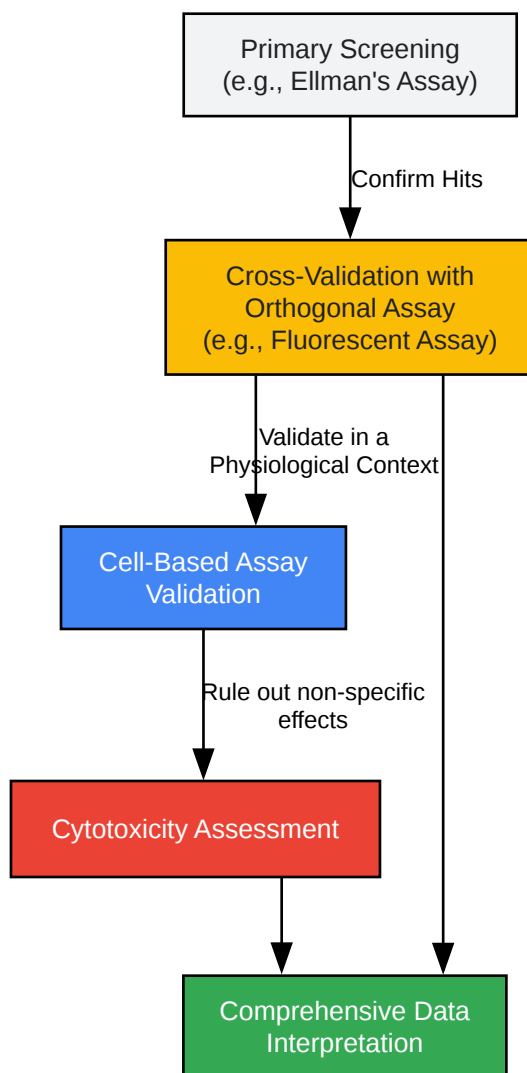 Primary Screening
(e.g., Ellman's Assay)
Confirm Hits
Cross-Validation with
Orthogonal Assay
(e.g., Fluorescent Assay)
Validate in a
Physiological Context
Cell-Based Assay
Validation
Rule out non-specific
effects
Cytotoxicity Assessment
Comprehensive Data
Interpretation